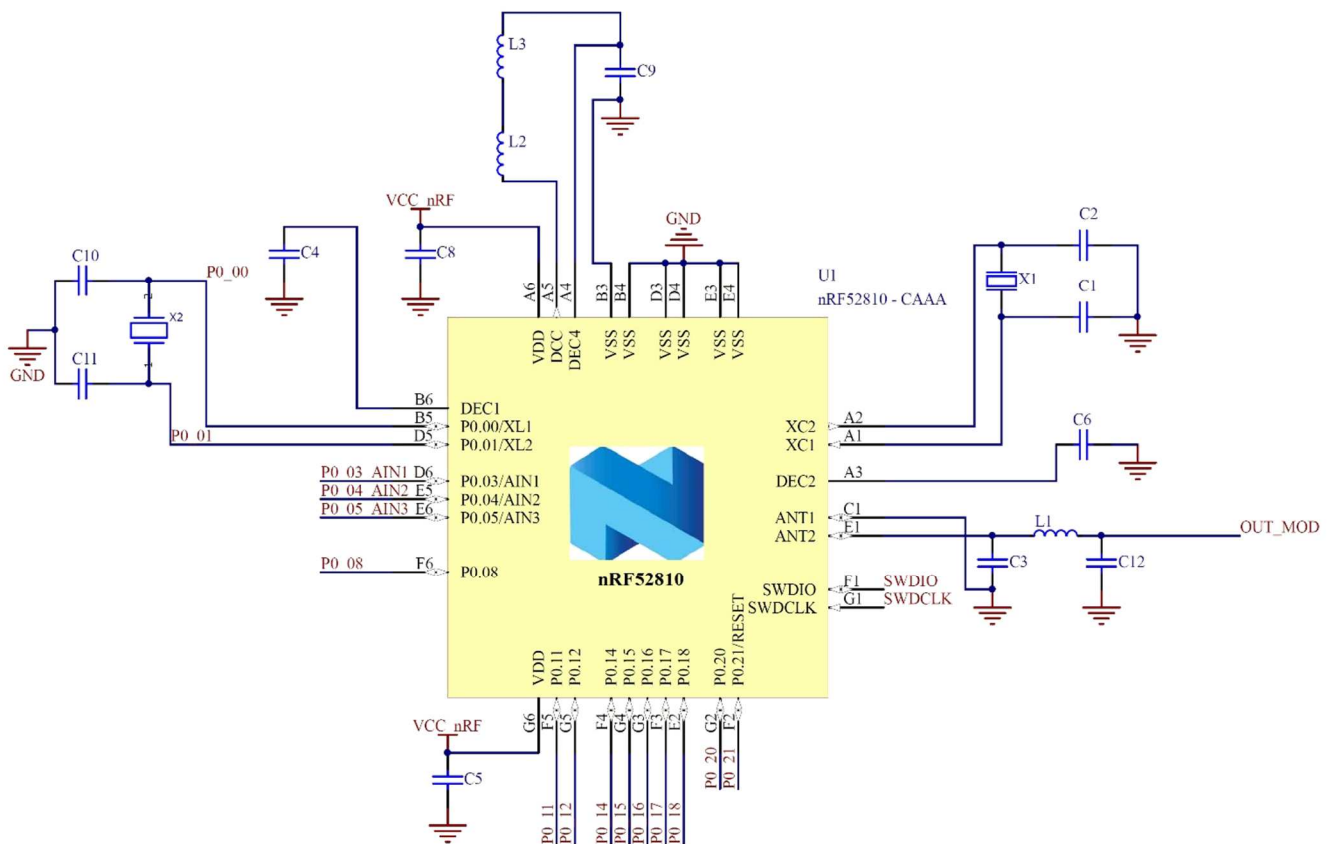 L3
C9
L2
VCC_nRF
GND
C4
C8
C2
C10
P0_00
A6
A5
A4
B3
B4
D3
D4
E3
E4
U1
nRF52810 - CAAA
X1
C1
2
X2
1
VDD
DCC
DEC4
VSS
VSS
VSS
VSS
VSS
VSS
GND
C11
B6
DEC1
B5
P0.00/XL1
XC2
A2
C6
P0_01
D5
P0.01/XL2
XC1
A1
P0_03_AIN1
D6
P0.03/AIN1
DEC2
A3
P0_04_AIN2
E5
P0.04/AIN2
P0_05_AIN3
E6
P0.05/AIN3
ANT1
C1
L1
OUT_MOD
ANT2
E1
C3
C12
P0_08
F6
P0.08
nRF52810
SWDIO
F1
SWDIO
SWDCLK
G1
SWDCLK
VDD
P0.11
P0.12
P0.14
P0.15
P0.16
P0.17
P0.18
P0.20
P0.21/RESET
VCC_nRF
G6
F5
G5
F4
G4
G3
F3
E2
G2
F2
C5
P0_11
P0_12
P0_14
P0_15
P0_16
P0_17
P0_18
P0_20
P0_21